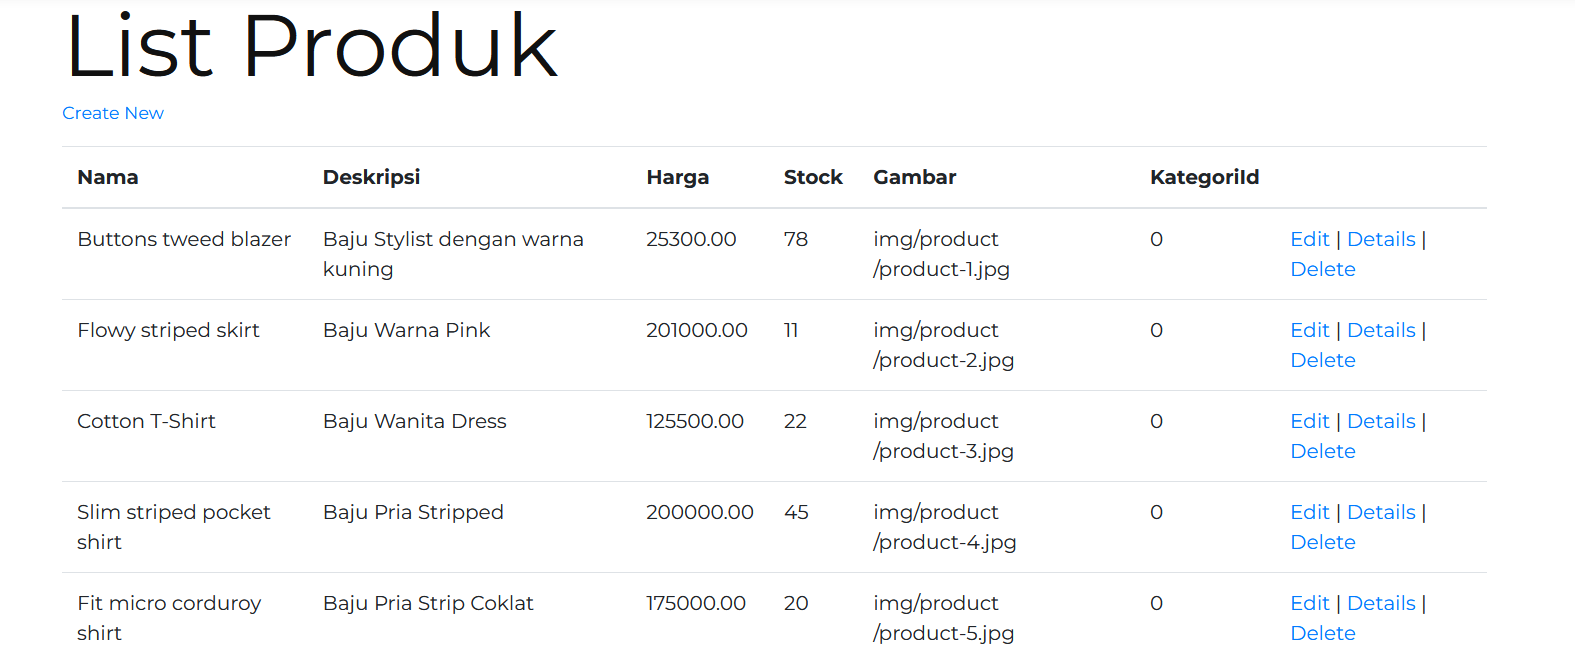 List Produk
Create New
Nama Deskripsi Harga Stock Gambar KategoriId
Buttons tweed blazer Baju Stylist dengan warna 25300.00 78 img/product 0 Edit | Details |
kuning /product-1.jpg Delete
Flowy striped skirt Baju Warna Pink 201000.00 11 img/product 0 Edit | Details |
/product-2.jpg Delete
Cotton T-Shirt Baju Wanita Dress 125500.00 22 img/product 0 Edit | Details |
/product-3.jpg Delete
Slim striped pocket Baju Pria Stripped 200000.00 45 img/product 0 Edit | Details |
shirt /product-4.jpg Delete
Fit micro corduroy Baju Pria Strip Coklat 175000.00 20 img/product 0 Edit | Details |
shirt /product-5.jpg Delete